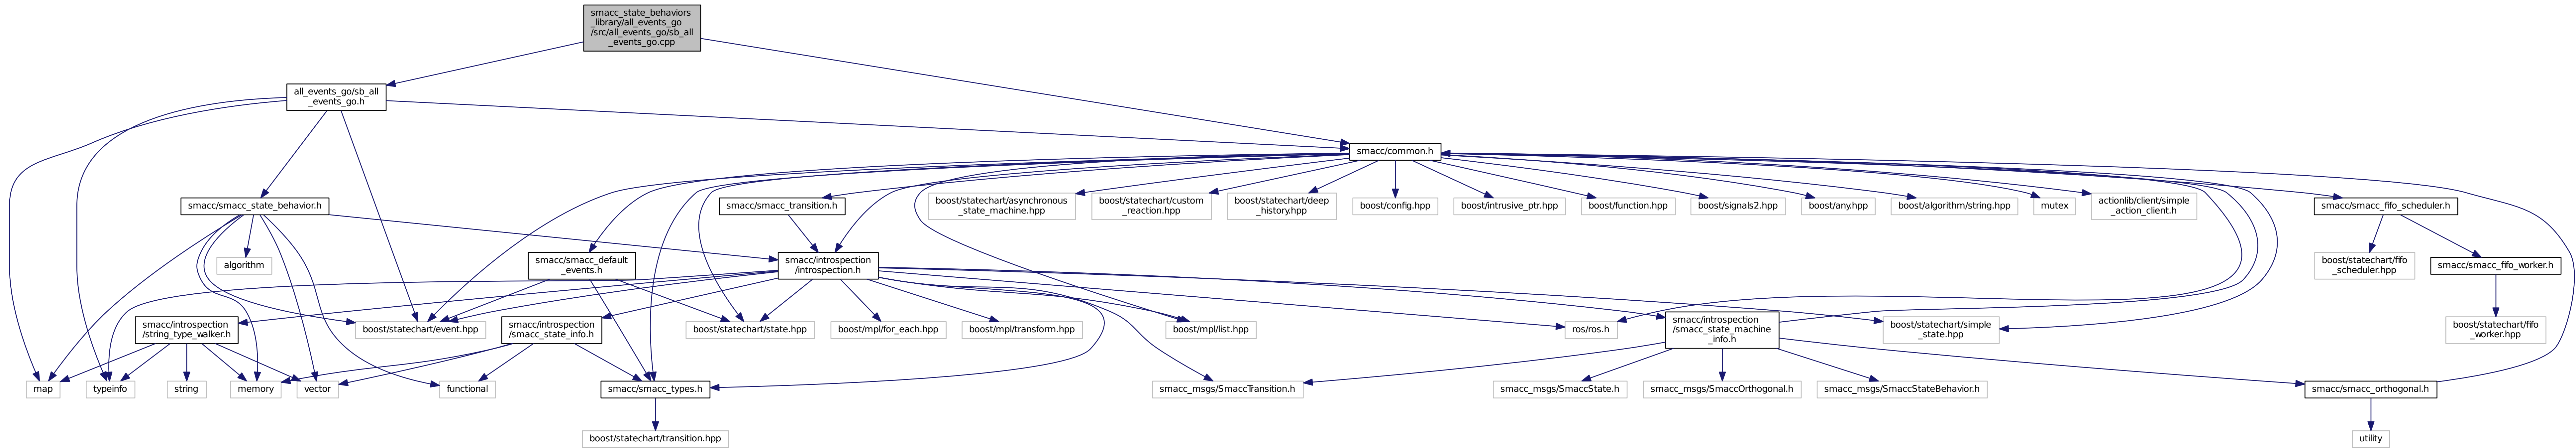 smacc_state_behaviors
_library/all_events_go
/src/all_events_go/sb_all
_events_go.cpp
all_events_go/sb_all
_events_go.h
smacc/common.h
smacc/smacc_state_behavior.h
smacc/smacc_transition.h
boost/statechart/asynchronous
_state_machine.hpp
boost/statechart/custom
_reaction.hpp
boost/statechart/deep
_history.hpp
boost/config.hpp
boost/intrusive_ptr.hpp
boost/function.hpp
boost/signals2.hpp
boost/any.hpp
boost/algorithm/string.hpp
mutex
actionlib/client/simple
_action_client.h
smacc/smacc_fifo_scheduler.h
algorithm
smacc/smacc_default
_events.h
smacc/introspection
/introspection.h
boost/statechart/fifo
_scheduler.hpp
smacc/smacc_fifo_worker.h
smacc/introspection
/string_type_walker.h
boost/statechart/event.hpp
smacc/introspection
/smacc_state_info.h
boost/statechart/state.hpp
boost/mpl/for_each.hpp
boost/mpl/transform.hpp
boost/mpl/list.hpp
ros/ros.h
smacc/introspection
/smacc_state_machine
_info.h
boost/statechart/simple
_state.hpp
boost/statechart/fifo
_worker.hpp
map
typeinfo
string
memory
vector
functional
smacc/smacc_types.h
smacc_msgs/SmaccTransition.h
smacc_msgs/SmaccState.h
smacc_msgs/SmaccOrthogonal.h
smacc_msgs/SmaccStateBehavior.h
smacc/smacc_orthogonal.h
boost/statechart/transition.hpp
utility